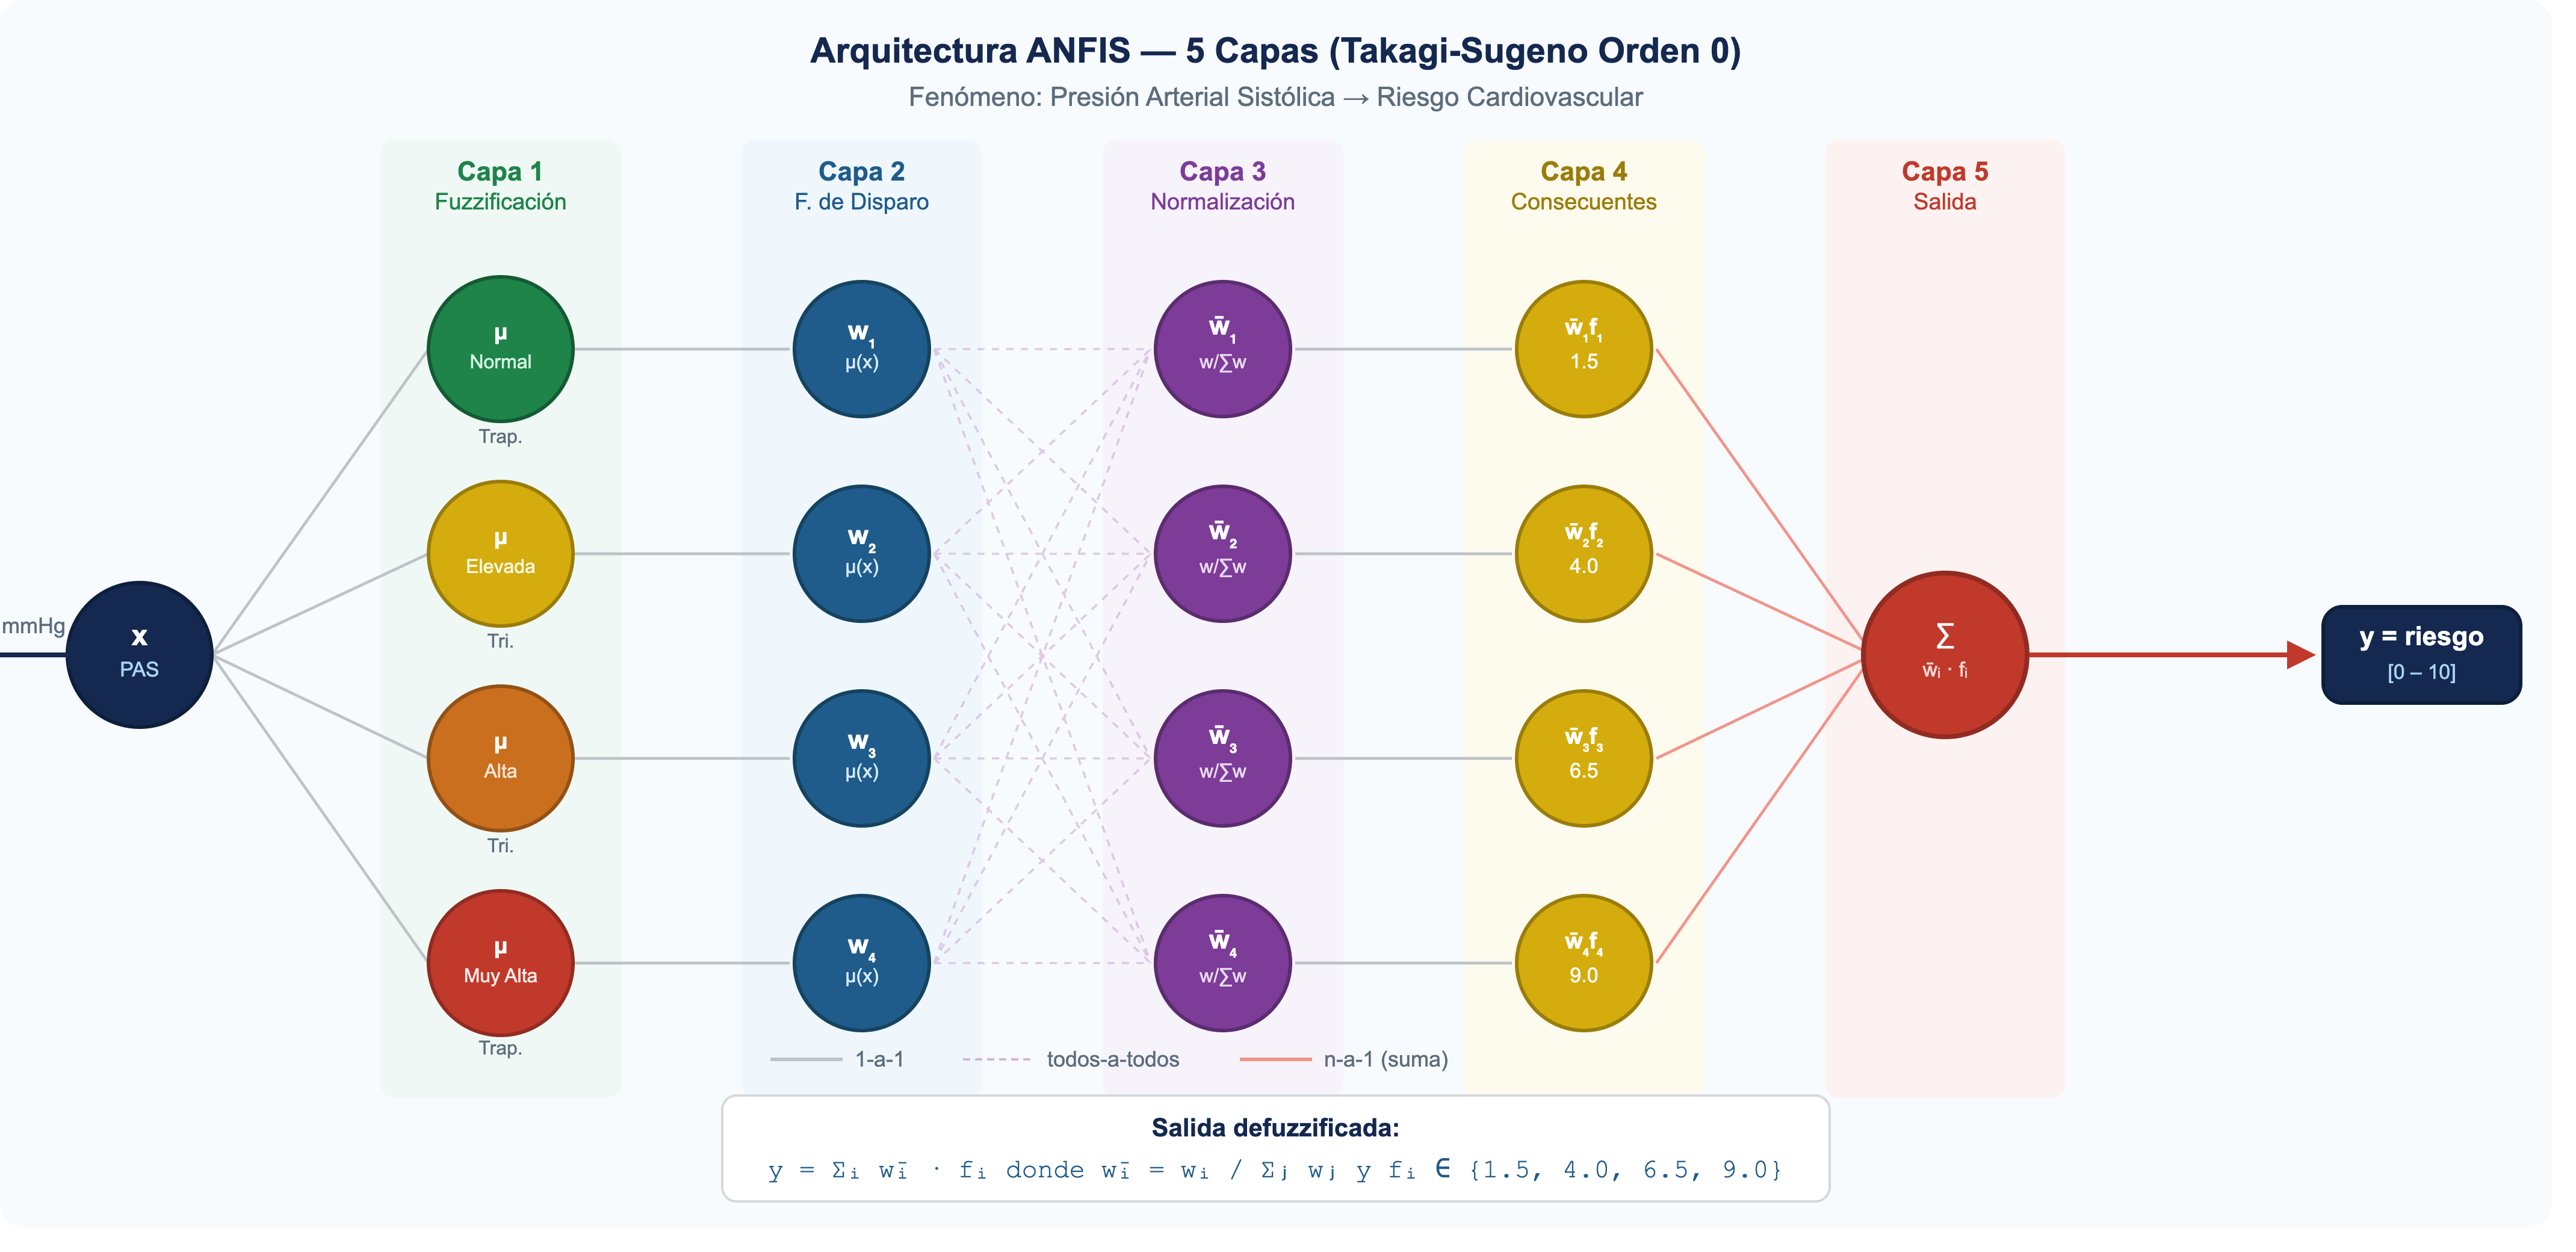 Arquitectura ANFIS — 5 Capas (Takagi-Sugeno Orden 0)
Fenómeno: Presión Arterial Sistólica → Riesgo Cardiovascular
Capa 1
Fuzzificación
Capa 2
F. de Disparo
Capa 3
Normalización
Capa 4
Consecuentes
Capa 5
Salida
mmHg
x
PAS
μ
Normal
Trap.
μ
Elevada
Tri.
μ
Alta
Tri.
μ
Muy Alta
Trap.
w₁
μ(x)
w₂
μ(x)
w₃
μ(x)
w₄
μ(x)
w̄₁
w/∑w
w̄₂
w/∑w
w̄₃
w/∑w
w̄₄
w/∑w
w̄₁f₁
1.5
w̄₂f₂
4.0
w̄₃f₃
6.5
w̄₄f₄
9.0
Σ
w̄ᵢ · fᵢ
y = riesgo
[0 – 10]
1-a-1
todos-a-todos
n-a-1 (suma)
Salida defuzzificada:
y = Σᵢ wᵢ̄ · fᵢ donde wᵢ̄ = wᵢ / Σⱼ wⱼ y fᵢ ∈ {1.5, 4.0, 6.5, 9.0}